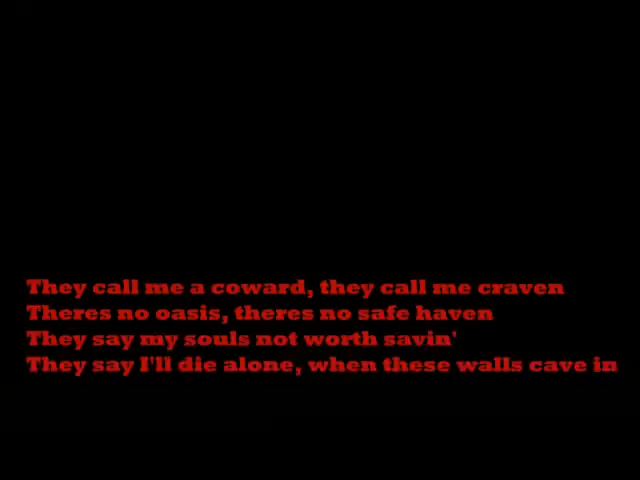 They call me a coward, they call me craven
Theres no oasis, theres no safe haven
They say my souls not worth savin'
They say I'll die alone, when these walls cave in